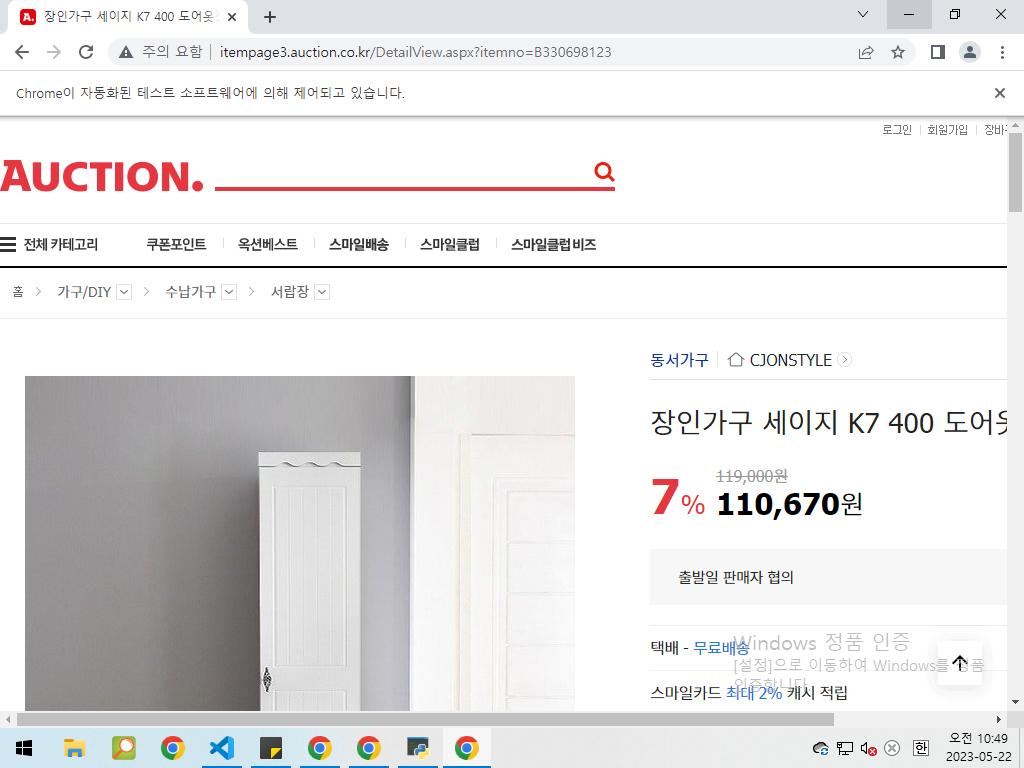 장인가구 세이지 K7 400 도어옷
주의 요함
itempage3.auction.co.kr/DetailView.aspx?itemno=B330698123
Chrome이 자동화된 테스트 소프트웨어에 의해 제어되고 있습니다.
로그인 회원가입 장바
AUCTION.
전체 카테고리 쿠폰포인트 옥션베스트 스마일배송 스마일클럽 스마일클럽 비즈
홈 가구/DIY 수납가구 서랍장
동서가구 CJONSTYLE
장인가구 세이지 K7 400 도어옷
119,000원
7% 110,670원
출발일 판매자 협의
택배 - 무료배송
Windows 정품 인증
[설정]으로 이동하여 Windows를 정품
인증합니다.
스마일카드 최대 2% 캐시 적립
한
오전 10:49
2023-05-22